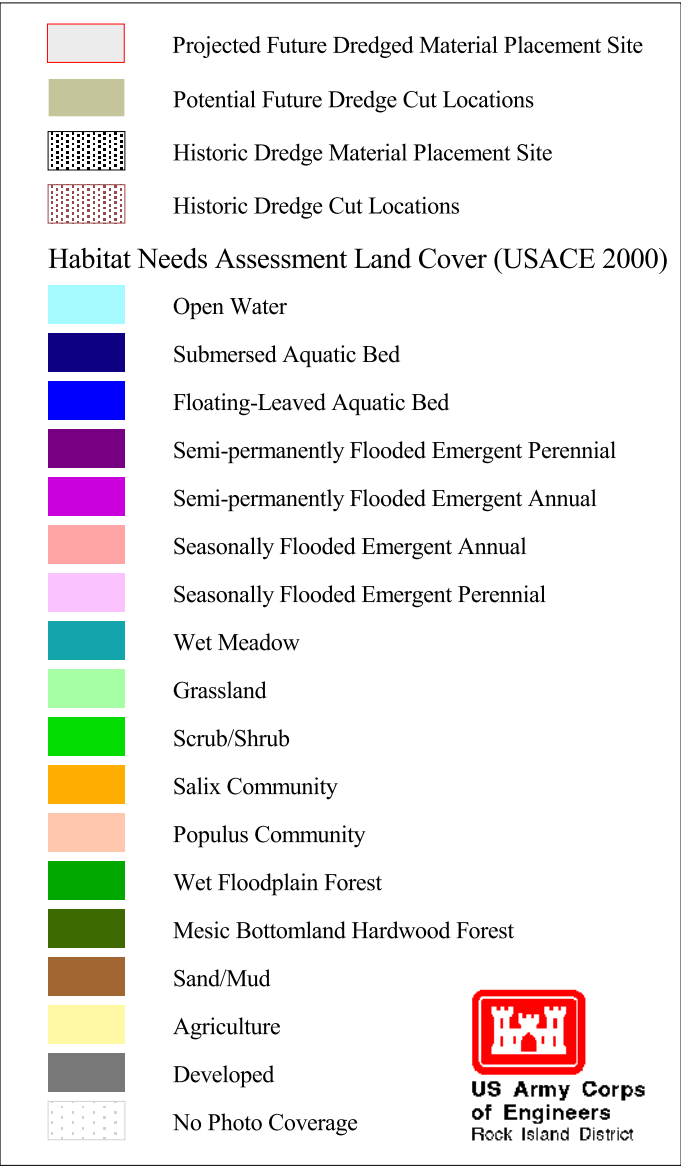 Projected Future Dredged Material Placement Site
Potential Future Dredge Cut Locations
Historic Dredge Material Placement Site
Historic Dredge Cut Locations
Habitat Needs Assessment Land Cover (USACE 2000)
Open Water
Submersed Aquatic Bed
Floating-Leaved Aquatic Bed
Semi-permanently Flooded Emergent Perennial
Semi-permanently Flooded Emergent Annual
Seasonally Flooded Emergent Annual
Seasonally Flooded Emergent Perennial
Wet Meadow
Grassland
Scrub/Shrub
Salix Community
Populus Community
Wet Floodplain Forest
Mesic Bottomland Hardwood Forest
Sand/Mud
Agriculture
Developed
No Photo Coverage
US Army Corps
of Engineers
Rock Island District